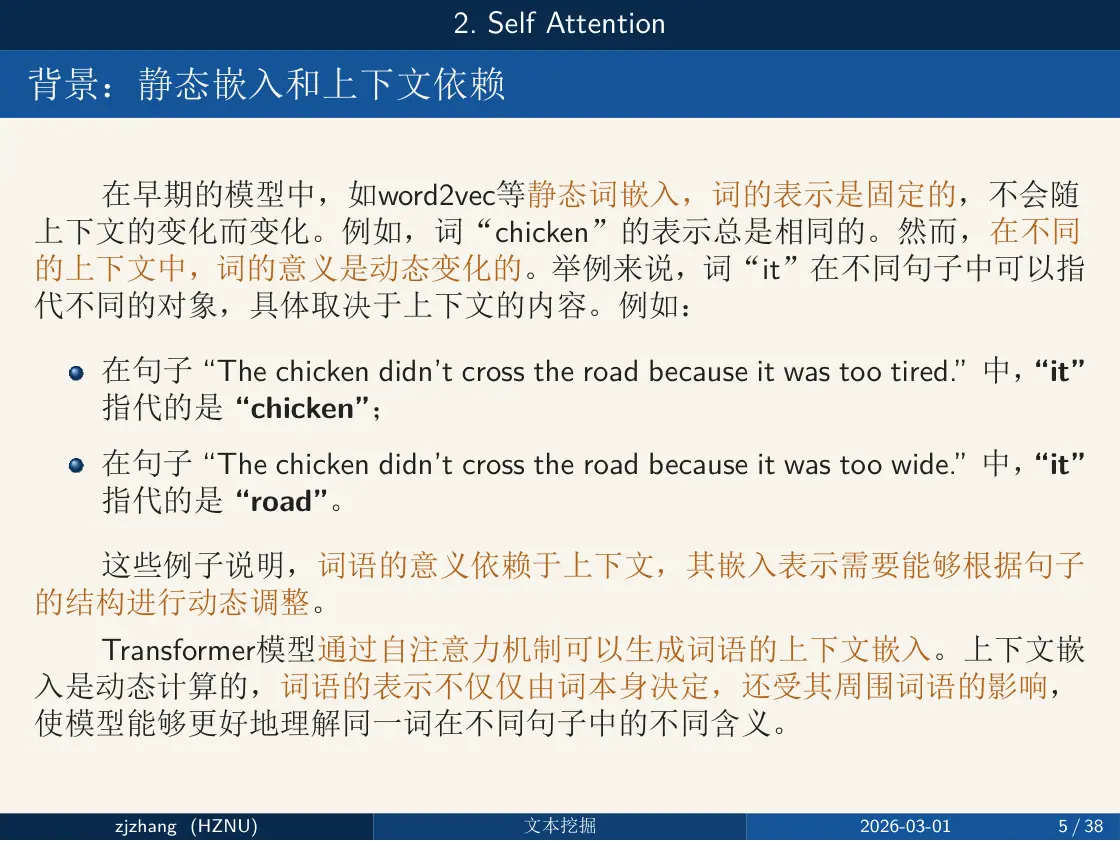 2. Self Attention
背景：静态嵌入和上下文依赖
在早期的模型中，如word2vec等静态词嵌入，词的表示是固定的，不会随
上下文的变化而变化。例如，词“chicken”的表示总是相同的。然而，在不同
的上下文中，词的意义是动态变化的。举例来说，词“it”在不同句子中可以指
代不同的对象，具体取决于上下文的内容。例如：
在句子 “The chicken didn’t cross the road because it was too tired.” 中，“it”
指代的是 “chicken”；
在句子 “The chicken didn’t cross the road because it was too wide.” 中，“it”
指代的是 “road”。
这些例子说明，词语的意义依赖于上下文，其嵌入表示需要能够根据句子
的结构进行动态调整。
Transformer模型通过自注意力机制可以生成词语的上下文嵌入。上下文嵌
入是动态计算的，词语的表示不仅仅由词本身决定，还受其周围词语的影响，
使模型能够更好地理解同一词在不同句子中的不同含义。
zjzhang (HZNU) 文本挖掘 2026-03-01 5 / 38